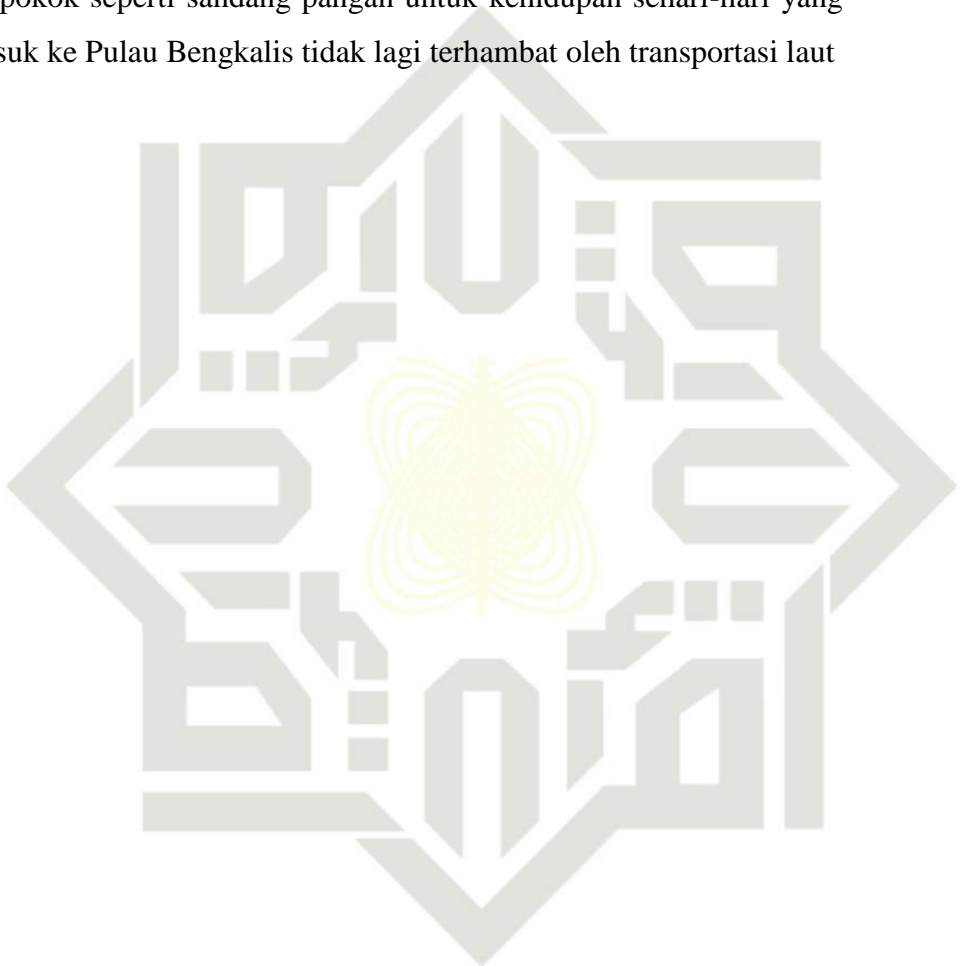 pokok seperti sandang pangan untuk kehidupan sehari-hari yang
suk ke Pulau Bengkalis tidak lagi terhambat oleh transportasi laut